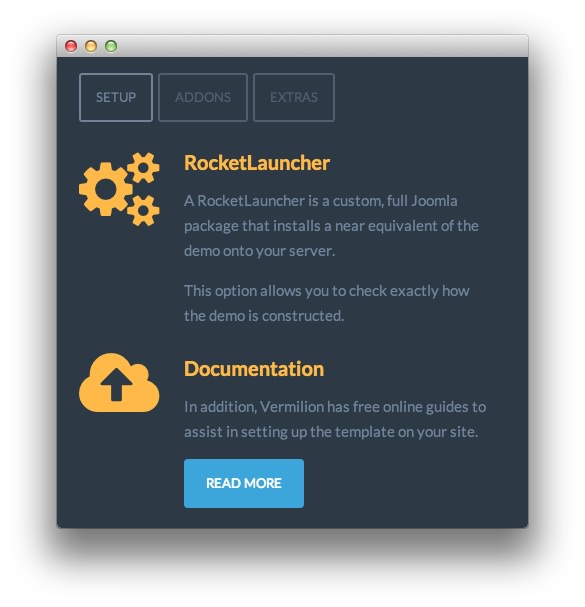 SETUP ADDONS EXTRAS
RocketLauncher
A RocketLauncher is a custom, full Joomla
package that installs a near equivalent of the
demo onto your server.
This option allows you to check exactly how
the demo is constructed.
Documentation
In addition, Vermilion has free online guides to
assist in setting up the template on your site.
READ MORE